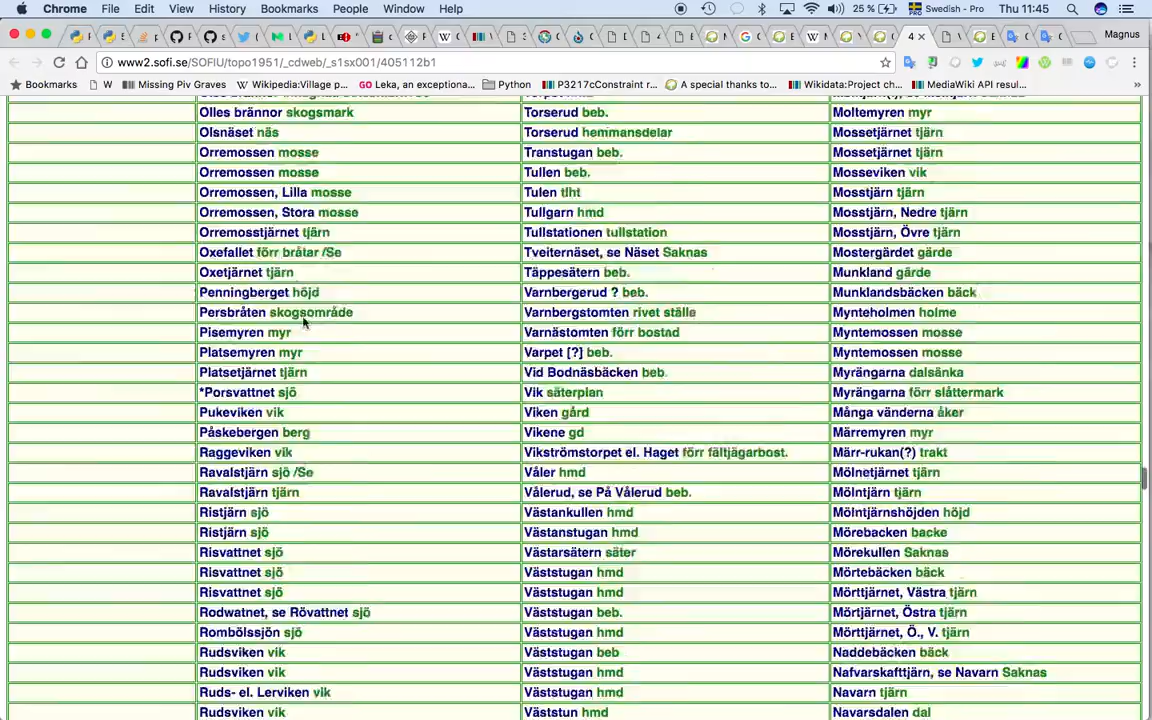 Chrome File Edit View History Bookmarks People Window Help 25 % Swedish - Pro Thu 11:45
Magnus
www2.sofi.se/SOFIU/topo1951/_cdweb/_s1sx001/405112b1
Bookmarks W Missing Piv Graves Wikipedia:Village p... Leka, an exceptiona... Python P3217cConstraint r... A special thanks to... Wikidata:Project c... MediaWiki API resul...
Olles brännor skogsmark Torserud beb. Moltemyren myr
Olsnäset näs Torserud hemmansdelar Mossetjärnet tjärn
Orremossen mosse Transtugan beb. Mossetjärnet tjärn
Orremossen mosse Tullen beb. Mosseviken vik
Orremossen, Lilla mosse Tulen tlht Mosstjärn tjärn
Orremossen, Stora mosse Tullgarn hmd Mosstjärn, Nedre tjärn
Orremosstjärnet tjärn Tullstationen tullstation Mosstjärn, Övre tjärn
Oxefallet förr bråtar /Se Tveiternäset, se Näset Saknas Mostergärdet gärde
Oxetjärnet tjärn Täppesätern beb. Munkland gärde
Penningberget höjd Varnbergerud ? beb. Munklandsbäcken bäck
Persbråten skogsområde Varnbergstomten rivet ställe Mynteholmen holme
Pisemyren myr Varnästomten förr bostad Myntemossen mosse
Platsemyren myr Varpet [?] beb. Myntemossen mosse
Platsetjärnet tjärn Vid Bodnäsbäcken beb. Myrängarna dalsänka
*Porsvattnet sjö Vik säterplan Myrängarna förr slåttermark
Pukeviken vik Viken gård Många vänderna åker
Påskebergen berg Vikene gd Märremyren myr
Raggeviken vik Vikströmstorpet el. Haget förr fältjägarbost. Märr-rukan(?) trakt
Ravalstjärn sjö /Se Våler hmd Mölnetjärnet tjärn
Ravalstjärn tjärn Vålerud, se På Vålerud beb. Mölntjärn tjärn
Ristjärn sjö Västankullen hmd Mölntjärnshöjden höjd
Ristjärn sjö Västanstugan hmd Mörebacken backe
Risvattnet sjö Västarsätern säter Mörekullen Saknas
Risvattnet sjö Väststugan hmd Mörtebäcken bäck
Risvattnet sjö Väststugan hmd Mörttjärnet, Västra tjärn
Rodwatnet, se Rövattnet sjö Väststugan beb. Mörtjärnet, Östra tjärn
Rombölssjön sjö Väststugan hmd Mörttjärnet, Ö., V. tjärn
Rudsviken vik Väststugan beb Naddebäcken bäck
Rudsviken vik Väststugan hmd Nafvarskafttjärn, se Navarn Saknas
Ruds- el. Lerviken vik Väststugan hmd Navarn tjärn
Rudsviken vik Väststun hmd Navarsdalen dal